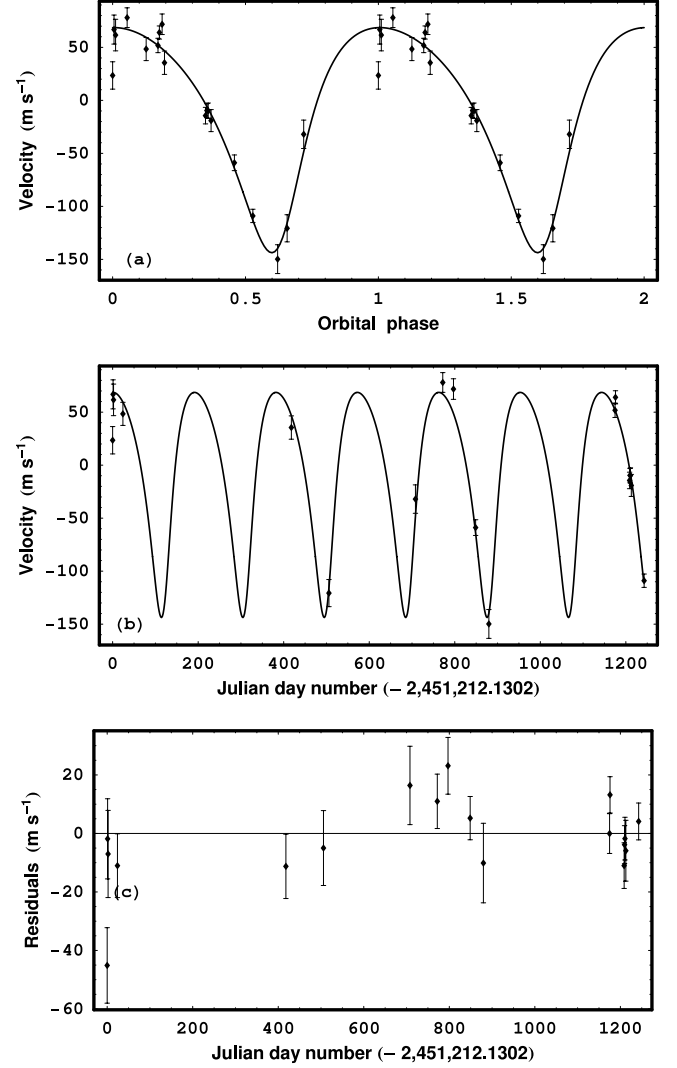 50
0
−50
−100
−150
Velocity (m s−1)
(a)
0 0.5 1 1.5 2
Orbital phase
50
0
−50
−100
−150
Velocity (m s−1)
(b)
0 200 400 600 800 1000 1200
Julian day number (− 2,451,212.1302)
20
0
−20
−40
−60
Residuals (m s−1)
(c)
0 200 400 600 800 1000 1200
Julian day number (− 2,451,212.1302)